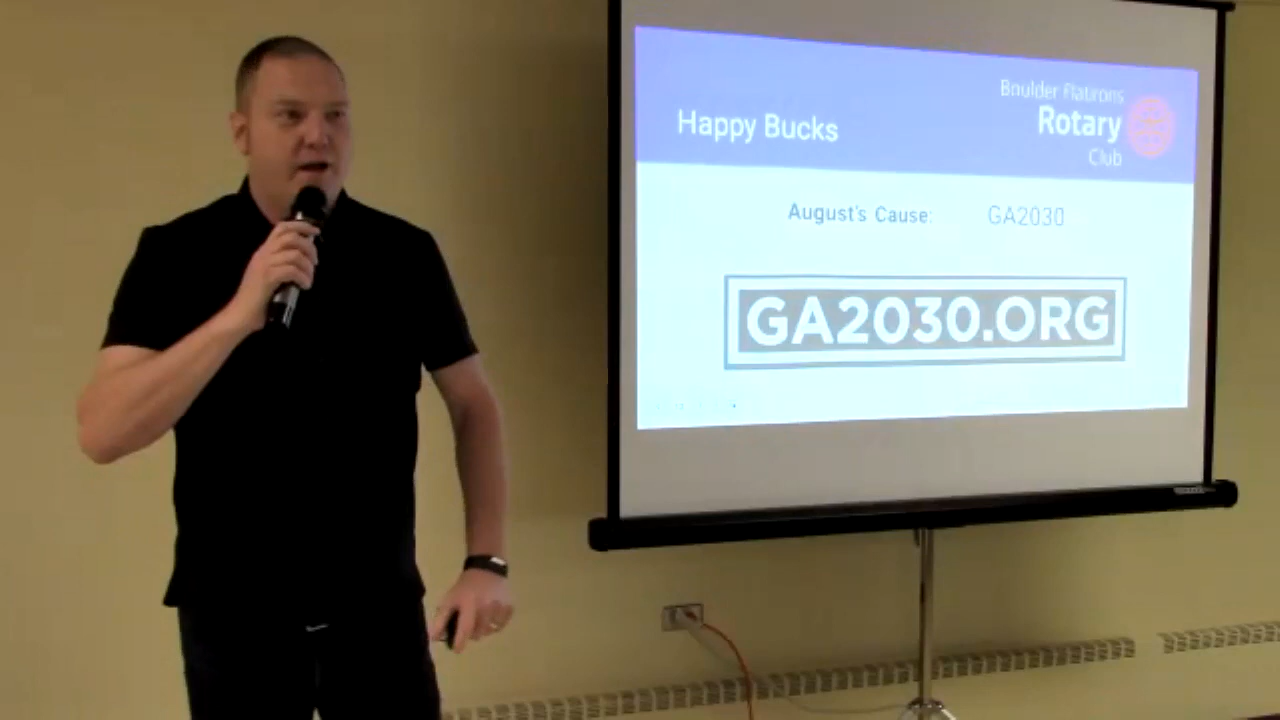 Happy Bucks
Boulder Flatirons
Rotary
Club
August's Cause: GA2030
GA2030.ORG